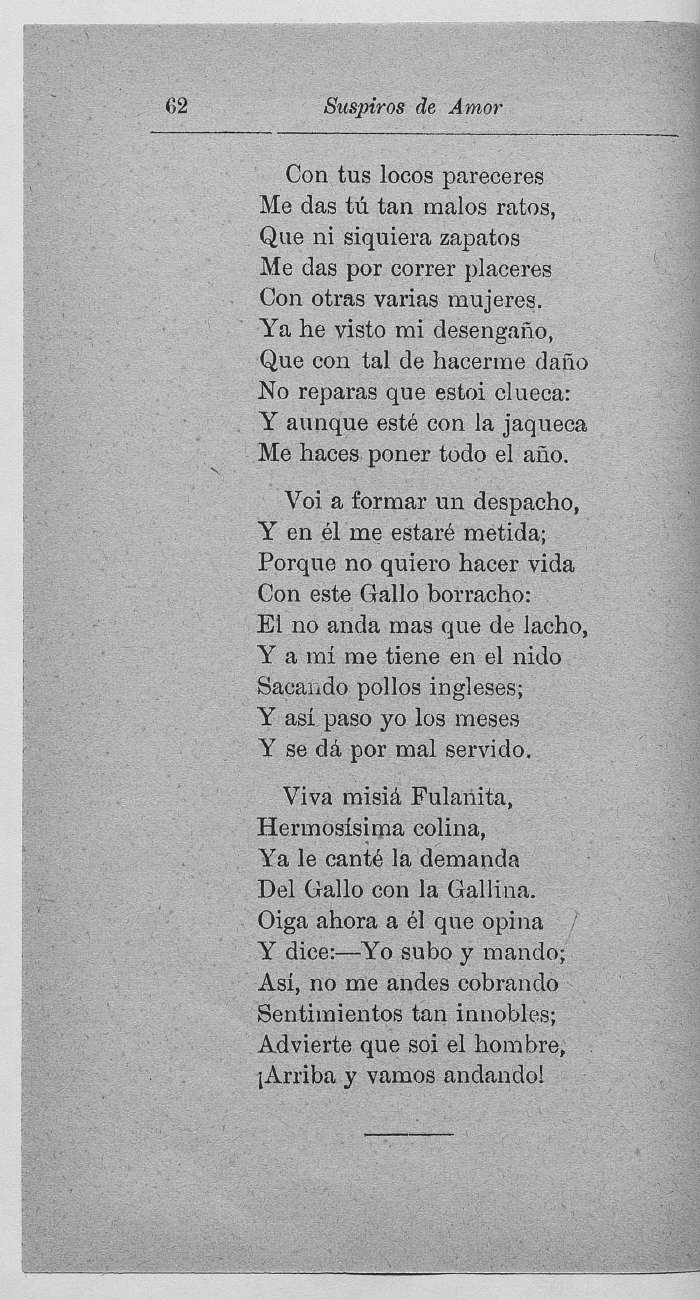 62 Suspiros de Amor
Con tus locos pareceres
Me das tú tan malos ratos,
Que ni siquiera zapatos
Me das por correr placeres
Con otras varias mujeres.
Ya he visto mi desengaño,
Que con tal de hacerme daño
No reparas que estoi clueca:
Y aunque esté con la jaqueca
Me haces poner todo el año.
Voi a formar un despacho,
Y en él me estaré metida;
Porque no quiero hacer vida
Con este Gallo borracho:
El no anda mas que de lacho,
Y a mí me tiene en el nido
Sacando pollos ingleses;
Y así paso yo los meses
Y se dá por mal servido.
Viva misiá Fulanita,
Hermosísima colina,
Ya le canté la demanda
Del Gallo con la Gallina.
Oiga ahora a él que opina
Y dice:—Yo subo y mando;
Así, no me andes cobrando
Sentimientos tan innobles;
Advierte que soi el hombre,
¡Arriba y vamos andando!